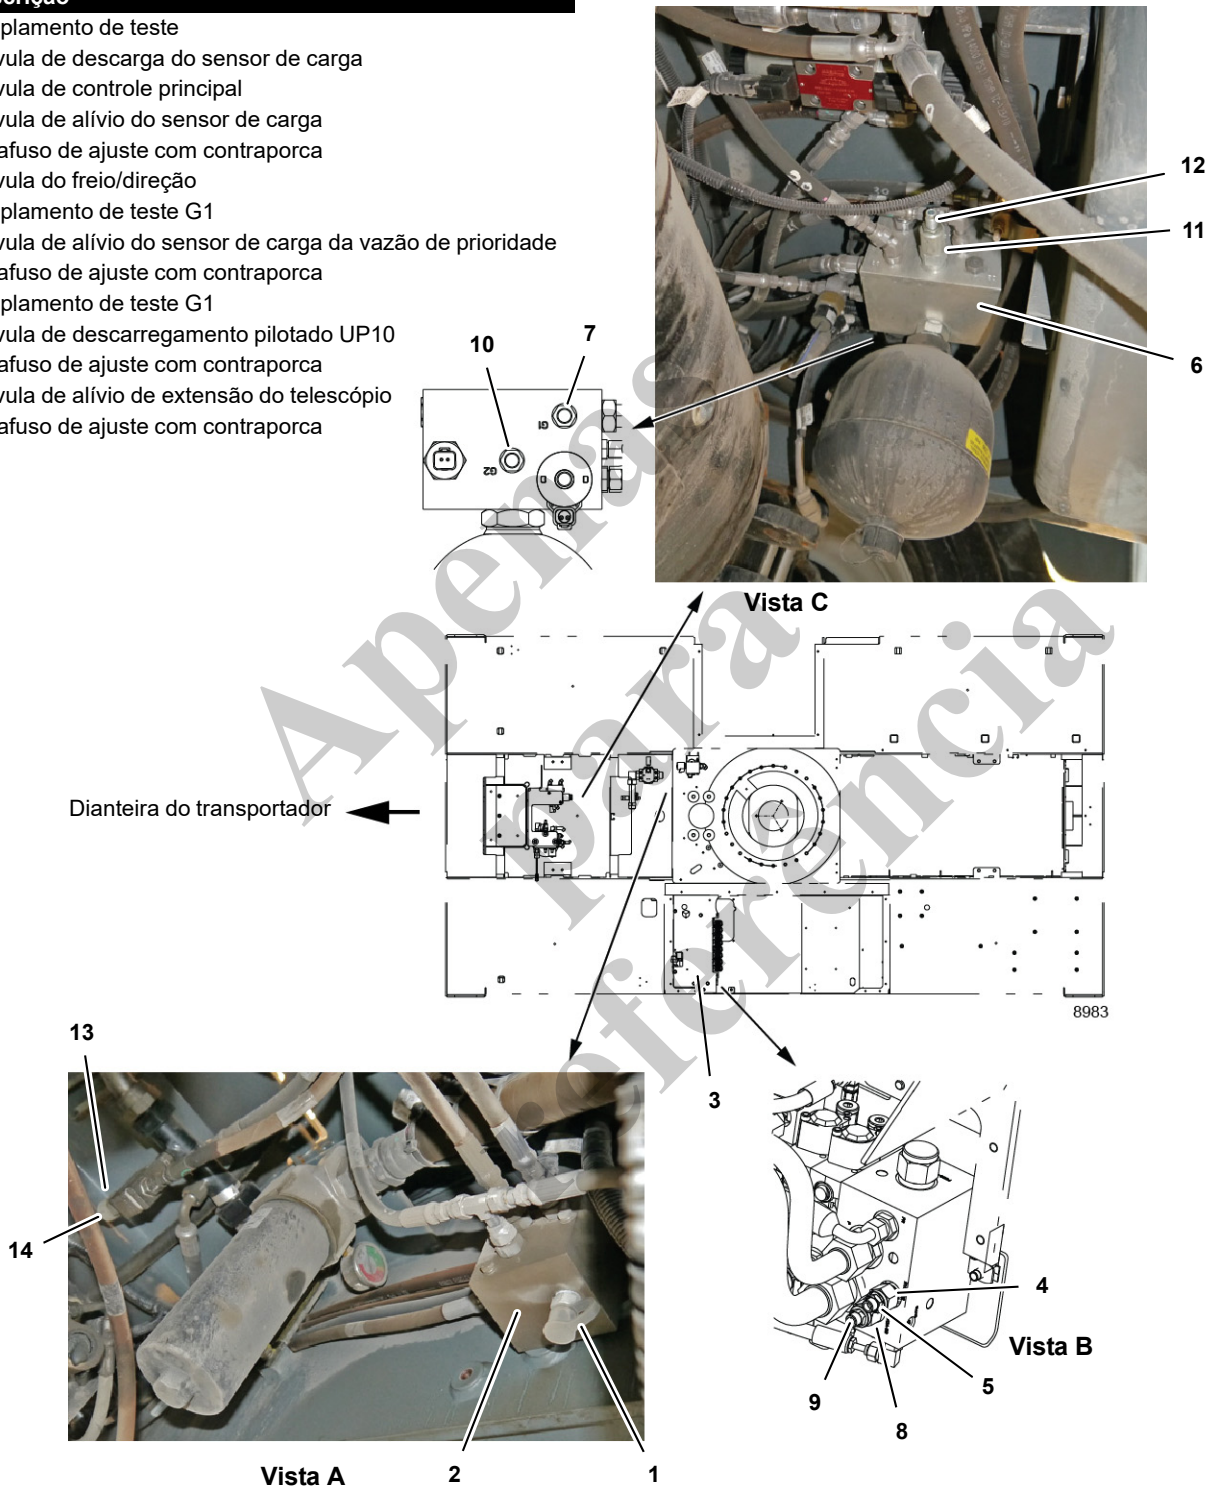 scrição
plamento de teste
vula de descarga do sensor de carga
vula de controle principal
vula de alívio do sensor de carga
afuso de ajuste com contraporca
vula do freio/direção
plamento de teste G1
vula de alívio do sensor de carga da vazão de prioridade
afuso de ajuste com contraporca
plamento de teste G1
vula de descarregamento pilotado UP10
afuso de ajuste com contraporca
vula de alívio de extensão do telescópio
afuso de ajuste com contraporca
12
11
6
10
7
G1
G2
Vista C
Dianteira do transportador
8983
3
13
14
2
1
Vista A
4
5
9
8
Vista B
Apenas
para
referência